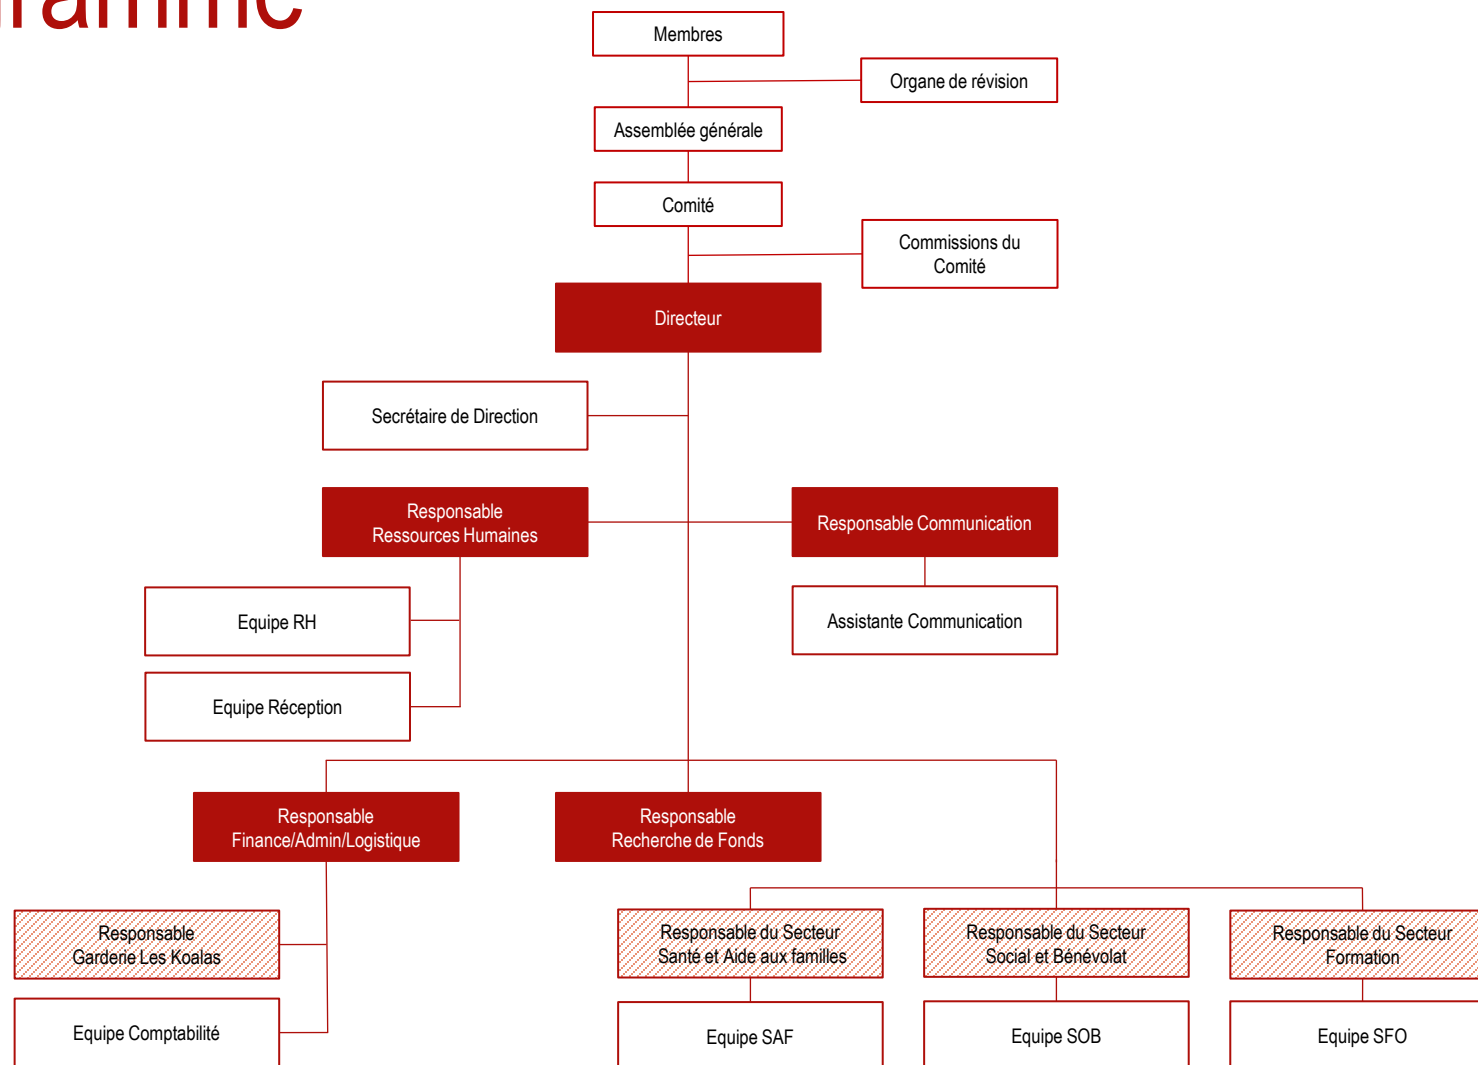 Membres
Organe de révision
Assemblée générale
Comité
Commissions du
Comité
Directeur
Secrétaire de Direction
Responsable
Ressources Humaines
Responsable Communication
Equipe RH
Assistante Communication
Equipe Réception
Responsable
Finance/Admin/Logistique
Responsable
Recherche de Fonds
Responsable
Garderie Les Koalas
Responsable du Secteur
Santé et Aide aux familles
Responsable du Secteur
Social et Bénévolat
Responsable du Secteur
Formation
Equipe Comptabilité
Equipe SAF
Equipe SOB
Equipe SFO